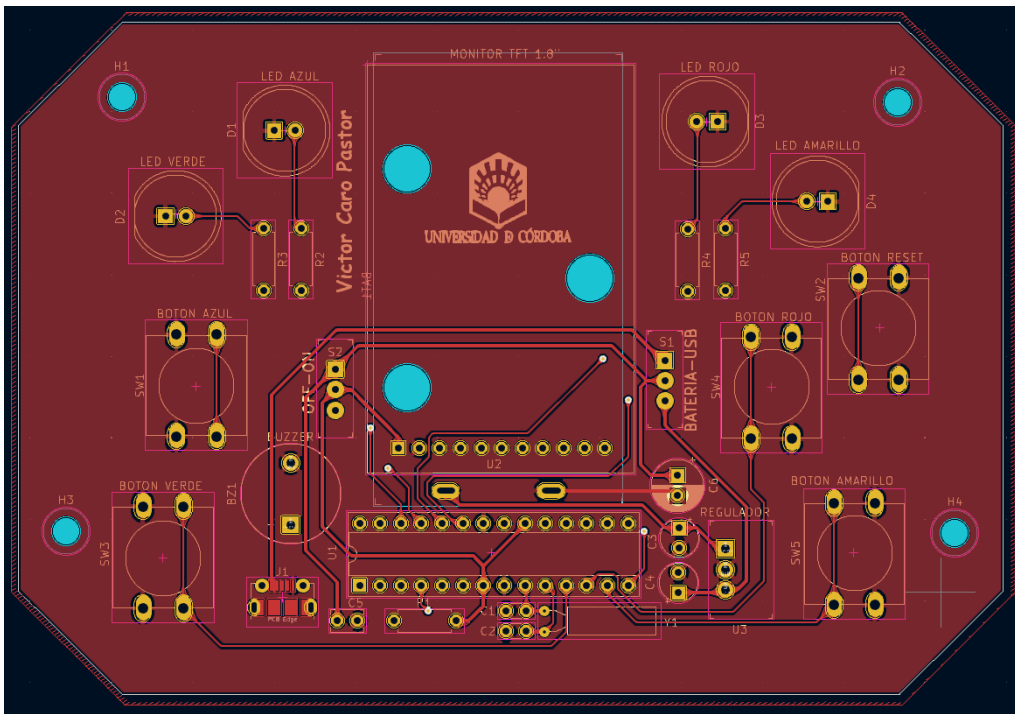 MONITOR TFT 1.8"
H1
LED AZUL
LED ROJO
H2
D1
D3
Victor Caro Pastor
LED VERDE
LED AMARILLO
D2
D4
UNIVERSIDAD Ð CÓRDOBA
R3
R2
R4
R5
BOTON RESET
BAT1
SW2
BOTON AZUL
BOTON ROJO
S2
S1
OFF-ON
BATERIA-USB
SW1
SW4
BUZZER
U2
C6
+
BOTON VERDE
BOTON AMARILLO
BZ1
H3
H4
REGULADOR
U1
C3
SW3
SW5
J1
C4
PCB Edge
C5
C1
C2
Y1
U3